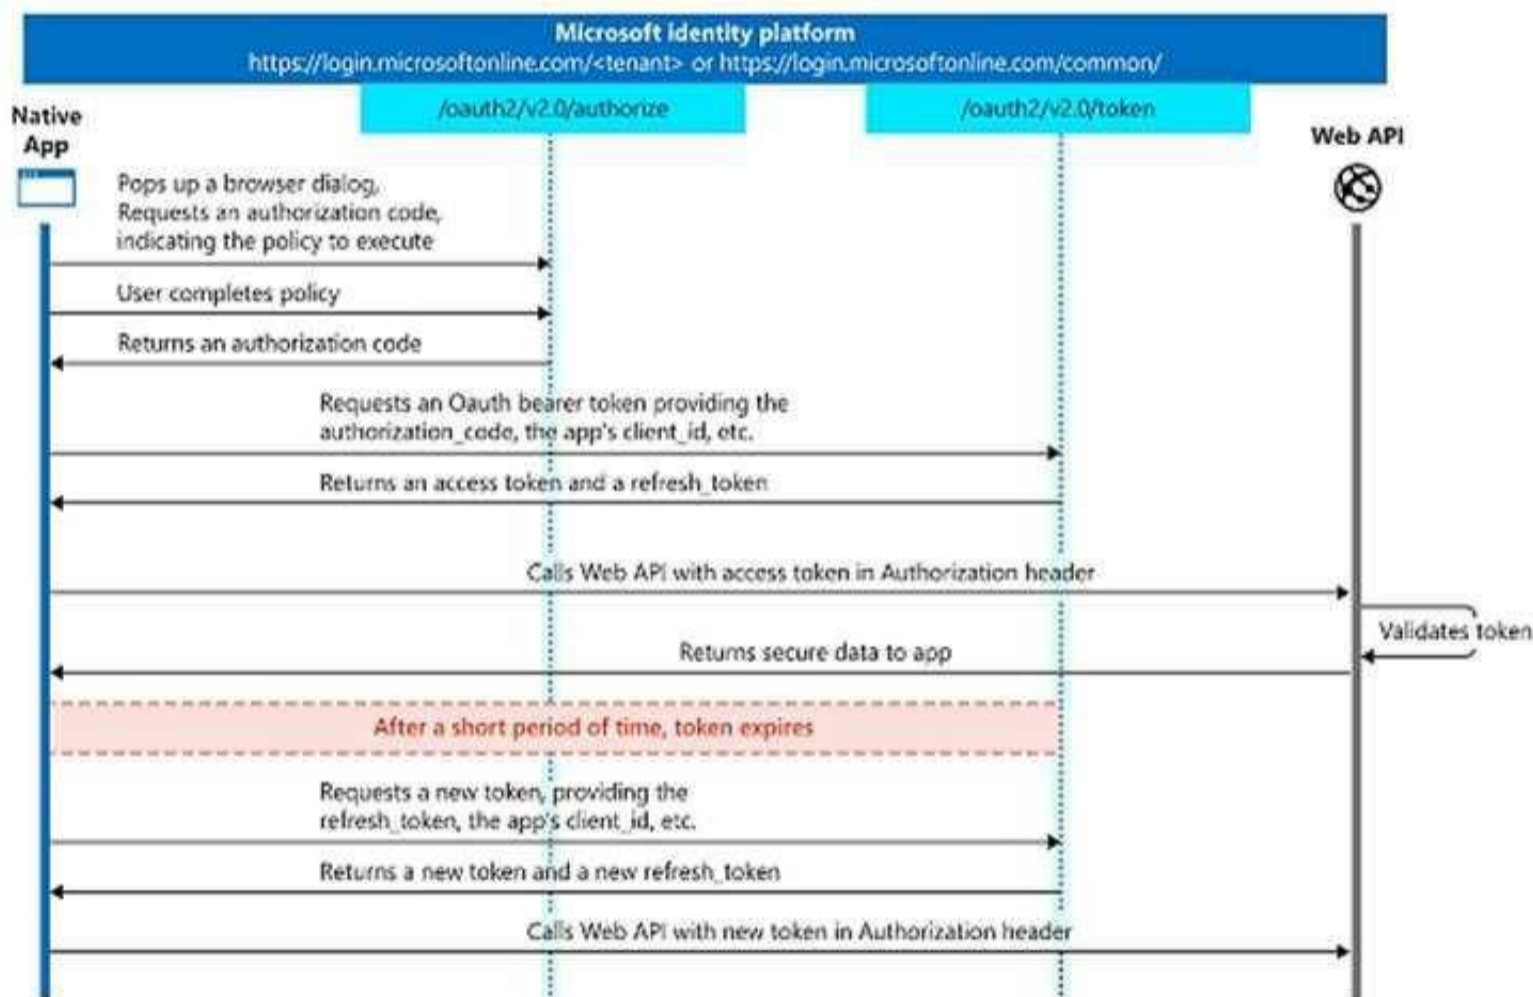 Microsoft identity platform
https://login.microsoftonline.com/<tenant> or https://login.microsoftonline.com/common/
/oauth2/v2.0/authorize
/oauth2/v2.0/token
Native
App
Web API
Pops up a browser dialog,
Requests an authorization code,
indicating the policy to execute
User completes policy
Returns an authorization code
Requests an Oauth bearer token providing the
authorization_code, the app's client_id, etc.
Returns an access token and a refresh_token
Calls Web API with access token in Authorization header
Validates token
Returns secure data to app
After a short period of time, token expires
Requests a new token, providing the
refresh_token, the app's client_id, etc.
Returns a new token and a new refresh_token
Calls Web API with new token in Authorization header